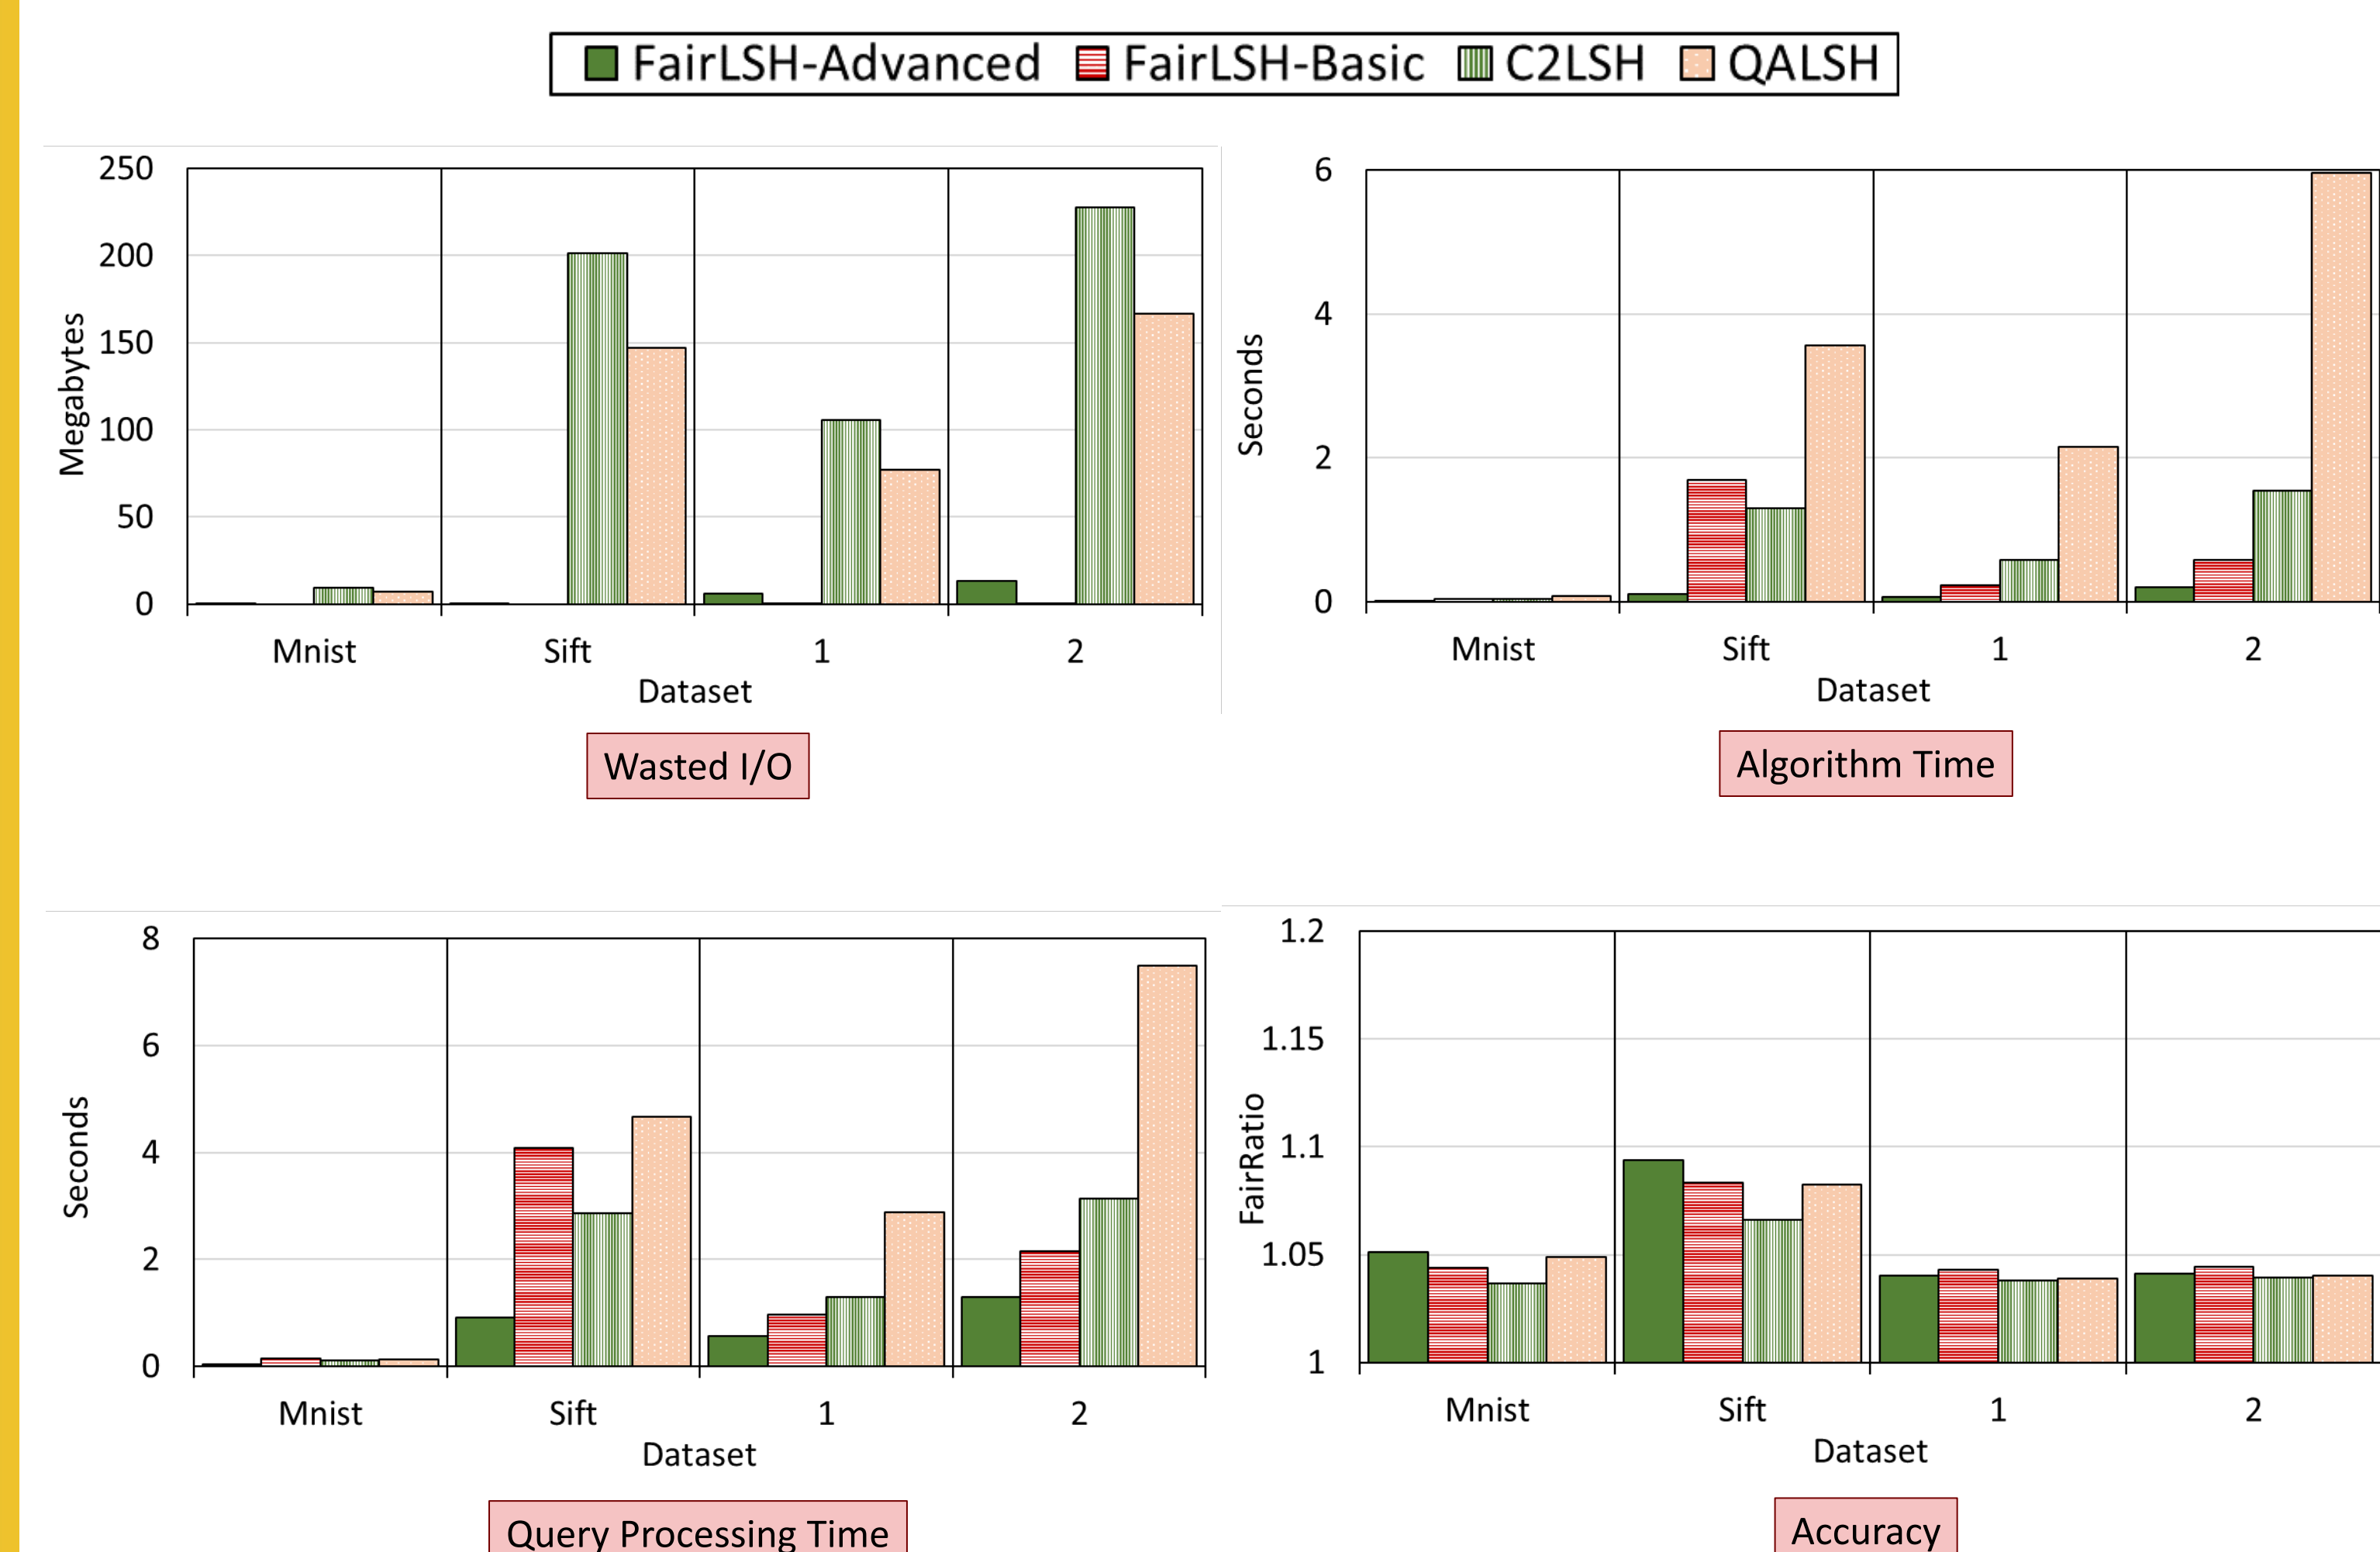 FairLSH-Advanced FairLSH-Basic C2LSH QALSH
250
200
150
100
50
0
Megabytes
Mnist Sift 1 2
Dataset
Wasted I/O
6
4
2
0
Seconds
Mnist Sift 1 2
Dataset
Algorithm Time
8
6
4
2
0
Seconds
Mnist Sift 1 2
Dataset
Query Processing Time
1.2
1.15
1.1
1.05
1
FairRatio
Mnist Sift 1 2
Dataset
Accuracy